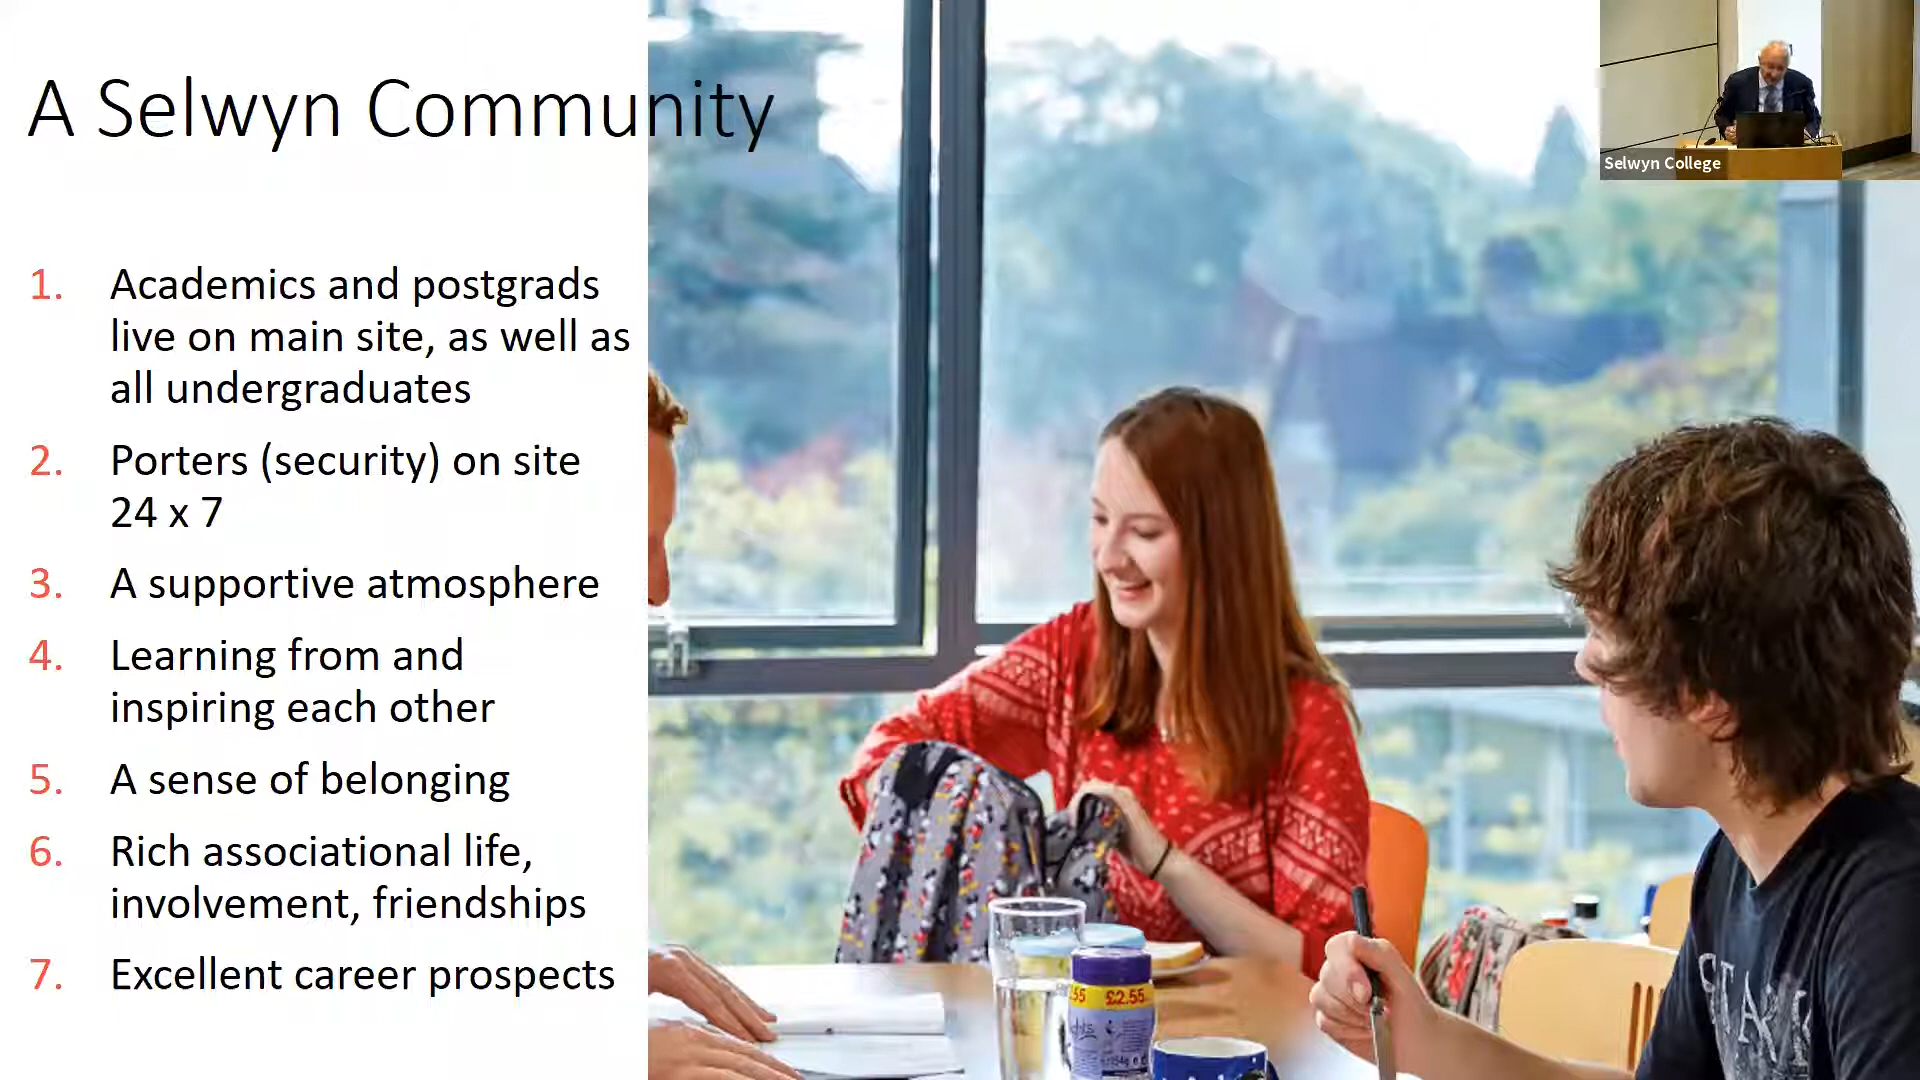 A Selwyn Community
1. Academics and postgrads
live on main site, as well as
all undergraduates
2. Porters (security) on site
24 x 7
3. A supportive atmosphere
4. Learning from and
inspiring each other
5. A sense of belonging
6. Rich associational life,
involvement, friendships
7. Excellent career prospects
Selwyn College
.55 £2.55